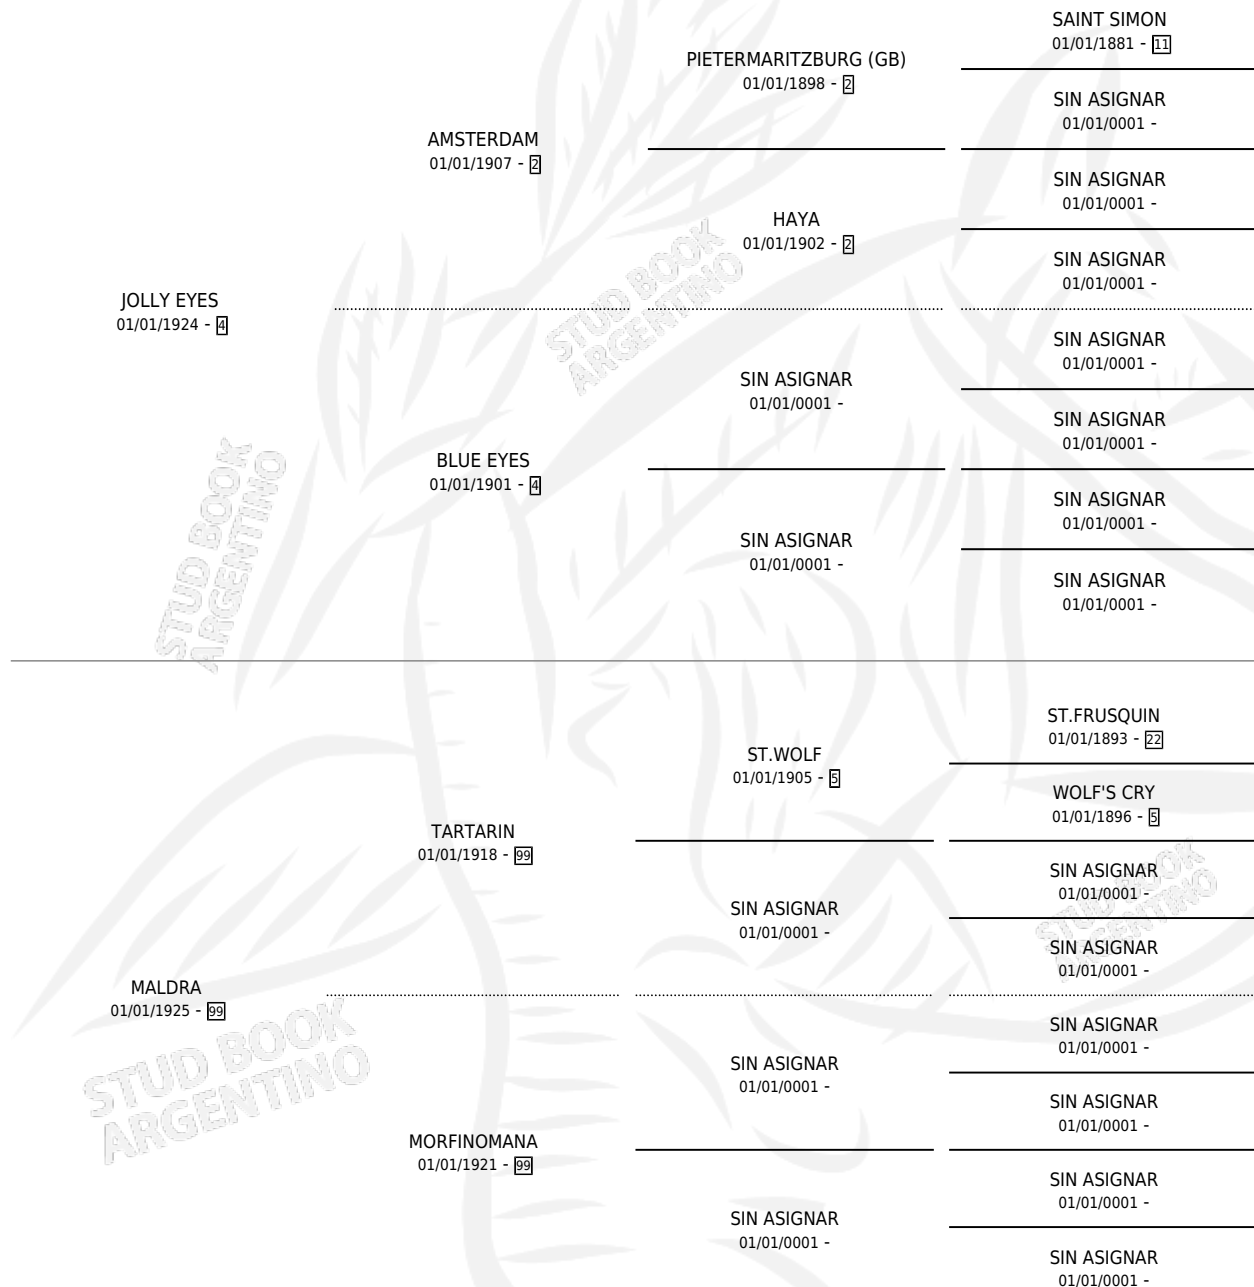 SAINT SIMON
01/01/1881 - 11
PIETERMARITZBURG (GB)
01/01/1898 - 2
SIN ASIGNAR
01/01/0001 -
AMSTERDAM
01/01/1907 - 2
SIN ASIGNAR
01/01/0001 -
HAYA
01/01/1902 - 2
SIN ASIGNAR
01/01/0001 -
JOLLY EYES
01/01/1924 - 4
SIN ASIGNAR
01/01/0001 -
SIN ASIGNAR
01/01/0001 -
SIN ASIGNAR
01/01/0001 -
BLUE EYES
01/01/1901 - 4
SIN ASIGNAR
01/01/0001 -
SIN ASIGNAR
01/01/0001 -
SIN ASIGNAR
01/01/0001 -
STUD BOOK
ARGENTINO
STUD BOOK
ARGENTINO
ST.FRUSQUIN
01/01/1893 - 22
ST.WOLF
01/01/1905 - 5
WOLF'S CRY
01/01/1896 - 5
TARTARIN
01/01/1918 - 99
SIN ASIGNAR
01/01/0001 -
SIN ASIGNAR
01/01/0001 -
SIN ASIGNAR
01/01/0001 -
STUD BOOK
ARGENTINO
MALDRA
01/01/1925 - 99
SIN ASIGNAR
01/01/0001 -
SIN ASIGNAR
01/01/0001 -
SIN ASIGNAR
01/01/0001 -
MORFINOMANA
01/01/1921 - 99
SIN ASIGNAR
01/01/0001 -
SIN ASIGNAR
01/01/0001 -
SIN ASIGNAR
01/01/0001 -
STUD BOOK
ARGENTINO